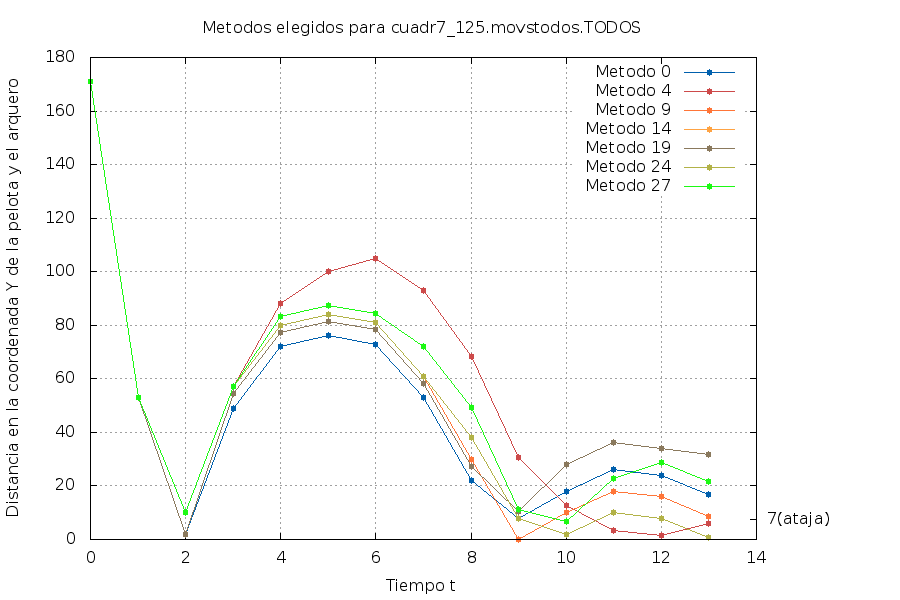 Metodos elegidos para cuadr7_125.movstodos.TODOS
Distancia en la coordenada Y de la pelota y el arquero
180
160
140
120
100
80
60
40
20
0
Metodo 0
Metodo 4
Metodo 9
Metodo 14
Metodo 19
Metodo 24
Metodo 27
7(ataja)
0 2 4 6 8 10 12 14
Tiempo t